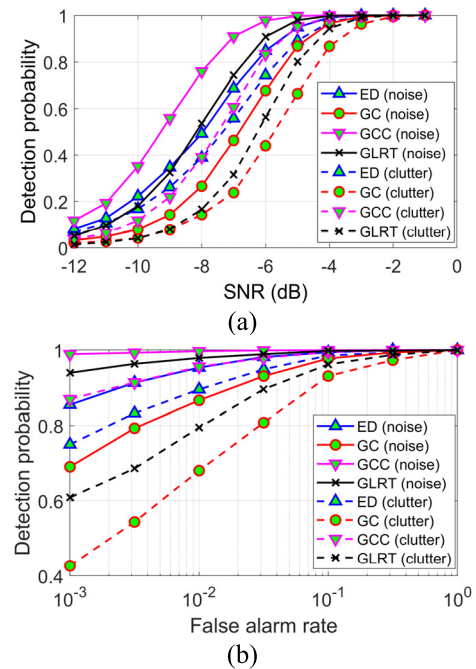 Detection probability
1
0.8
0.6
0.4
0.2
0
-12
-10
-8
-6
-4
-2
0
SNR (dB)
ED (noise)
GC (noise)
GCC (noise)
GLRT (noise)
ED (clutter)
GC (clutter)
GCC (clutter)
GLRT (clutter)
(a)
Detection probability
1
0.8
0.6
0.4
10^-3
10^-2
10^-1
10^0
False alarm rate
ED (noise)
GC (noise)
GCC (noise)
GLRT (noise)
ED (clutter)
GC (clutter)
GCC (clutter)
GLRT (clutter)
(b)